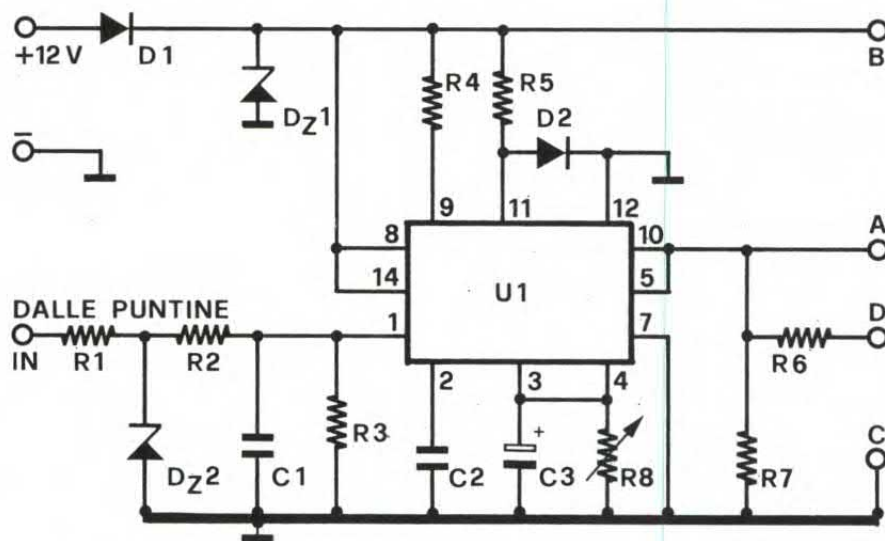 +12V
D1
DZ1
R4
R5
D2
B
–
9
11
12
8
14
1
10
5
7
U1
A
DALLE PUNTINE
IN
R1
R2
D
R6
2
3
4
R3
+
C
DZ2
C1
C2
C3
R8
R7